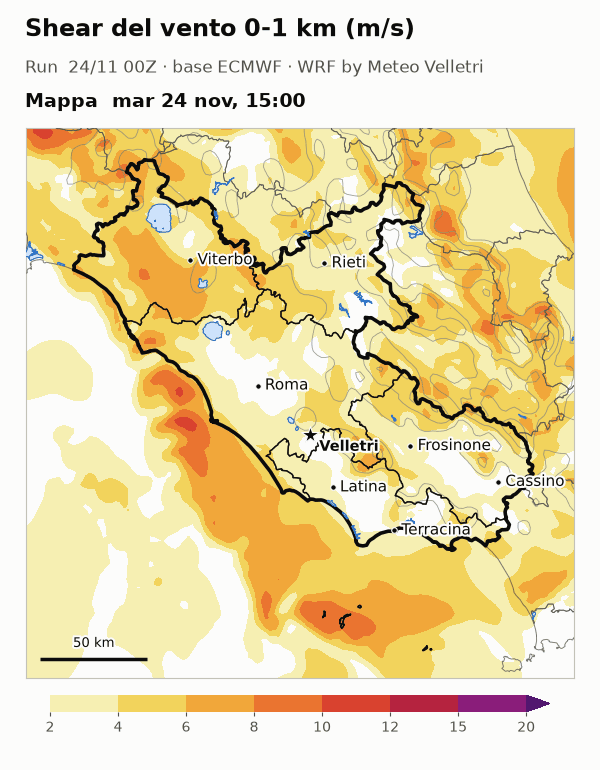 Shear del vento 0-1 km (m/s)
Run  24/11 00Z · base ECMWF · WRF by Meteo Velletri
Mappa  mar 24 nov, 15:00
Viterbo
Rieti
Roma
Velletri
Frosinone
Latina
Cassino
Terracina
50 km
2 4 6 8 10 12 15 20